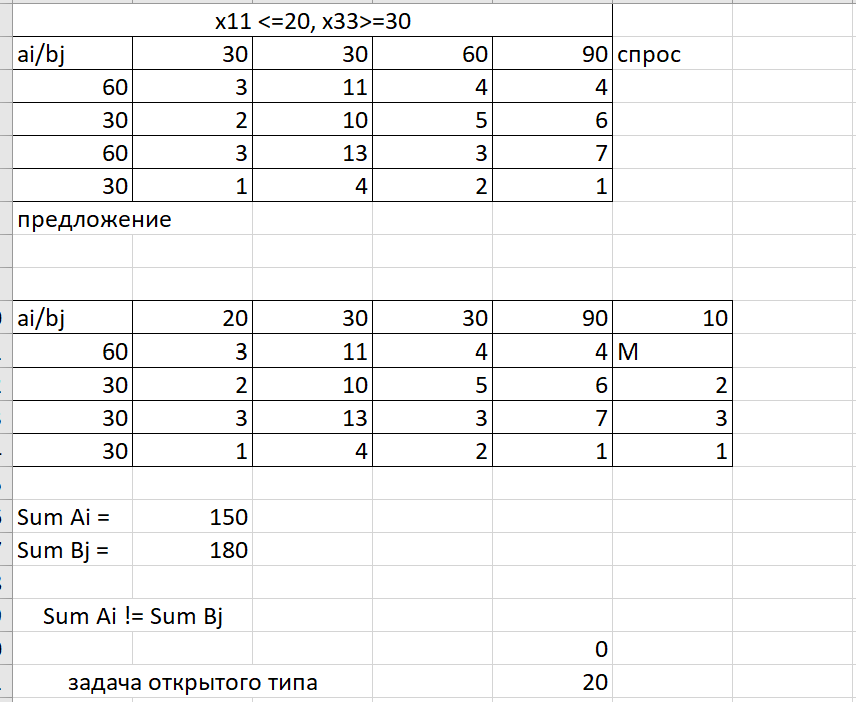 x11 <=20, x33>=30
ai/bj 30 30 60 90 спрос
60 3 11 4 4
30 2 10 5 6
60 3 13 3 7
30 1 4 2 1
предложение
ai/bj 20 30 30 90 10
60 3 11 4 4 M
30 2 10 5 6 2
30 3 13 3 7 3
30 1 4 2 1 1
Sum Ai = 150
Sum Bj = 180
Sum Ai != Sum Bj
0
задача открытого типа 20